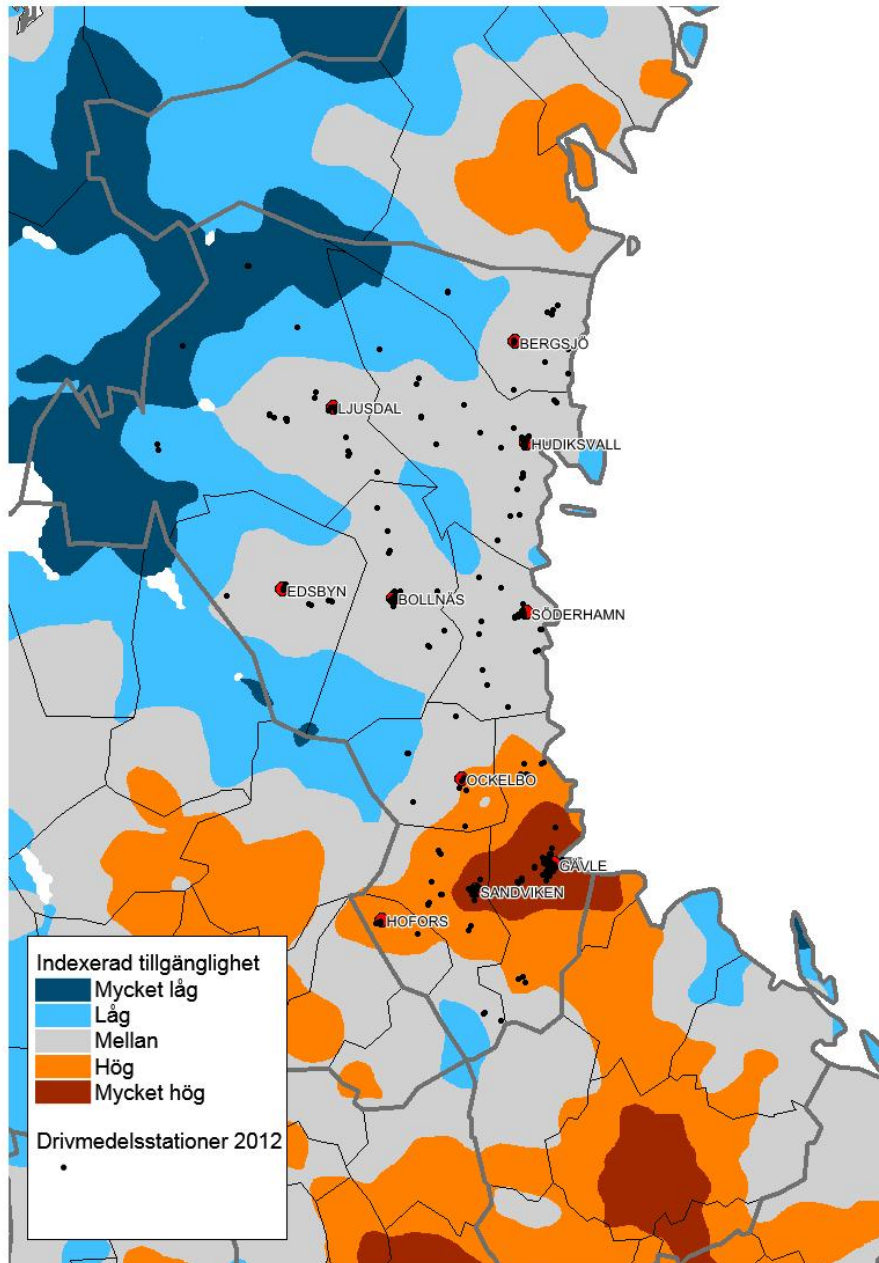 BERGSJÖ
LJUSDAL
HUDIKSVALL
EDSBYN
BOLLNÄS
SÖDERHAMN
OCKELBO
GÄVLE
SANDVIKEN
HOFORS
Indexerad tillgänglighet
Mycket låg
Låg
Mellan
Hög
Mycket hög
Drivmedelsstationer 2012